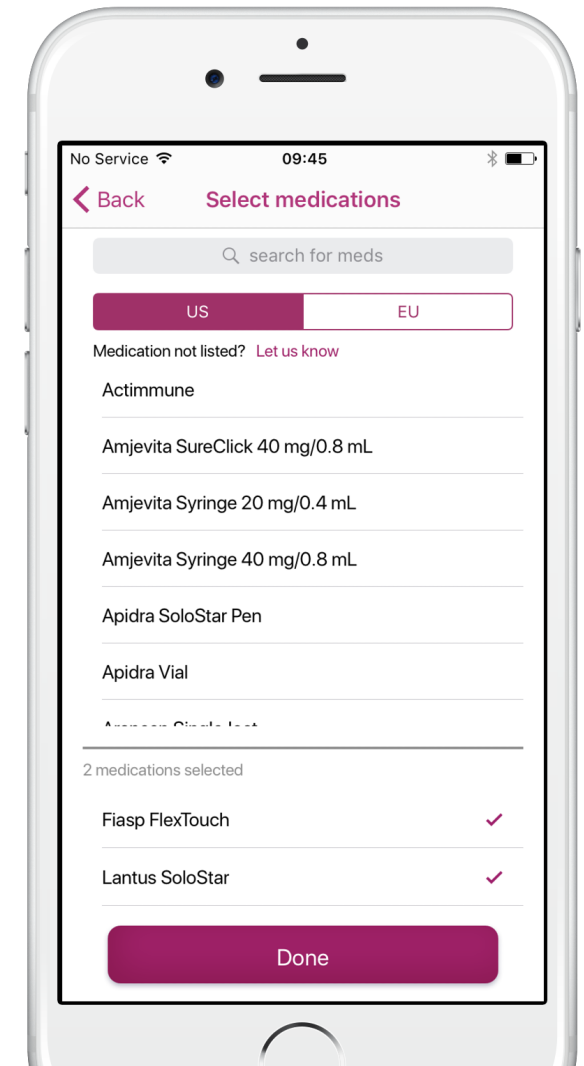 No Service 09:45
Back Select medications
search for meds
US EU
Medication not listed? Let us know
Actimmune
Amjevita SureClick 40 mg/0.8 mL
Amjevita Syringe 20 mg/0.4 mL
Amjevita Syringe 40 mg/0.8 mL
Apidra SoloStar Pen
Apidra Vial
2 medications selected
Fiasp FlexTouch
Lantus SoloStar
Done